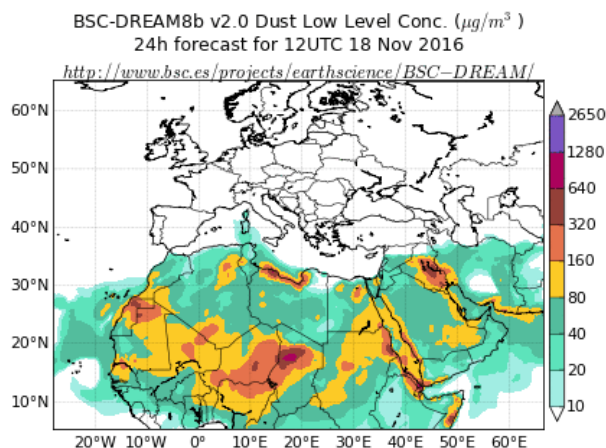 BSC-DREAM8b v2.0 Dust Low Level Conc. (μg/m³ )
24h forecast for 12UTC 18 Nov 2016
http://www.bsc.es/projects/earthscience/BSC−DREAM/
60°N
50°N
40°N
30°N
20°N
10°N
20°W 10°W 0° 10°E 20°E 30°E 40°E 50°E 60°E
2650
1280
640
320
160
80
40
20
10